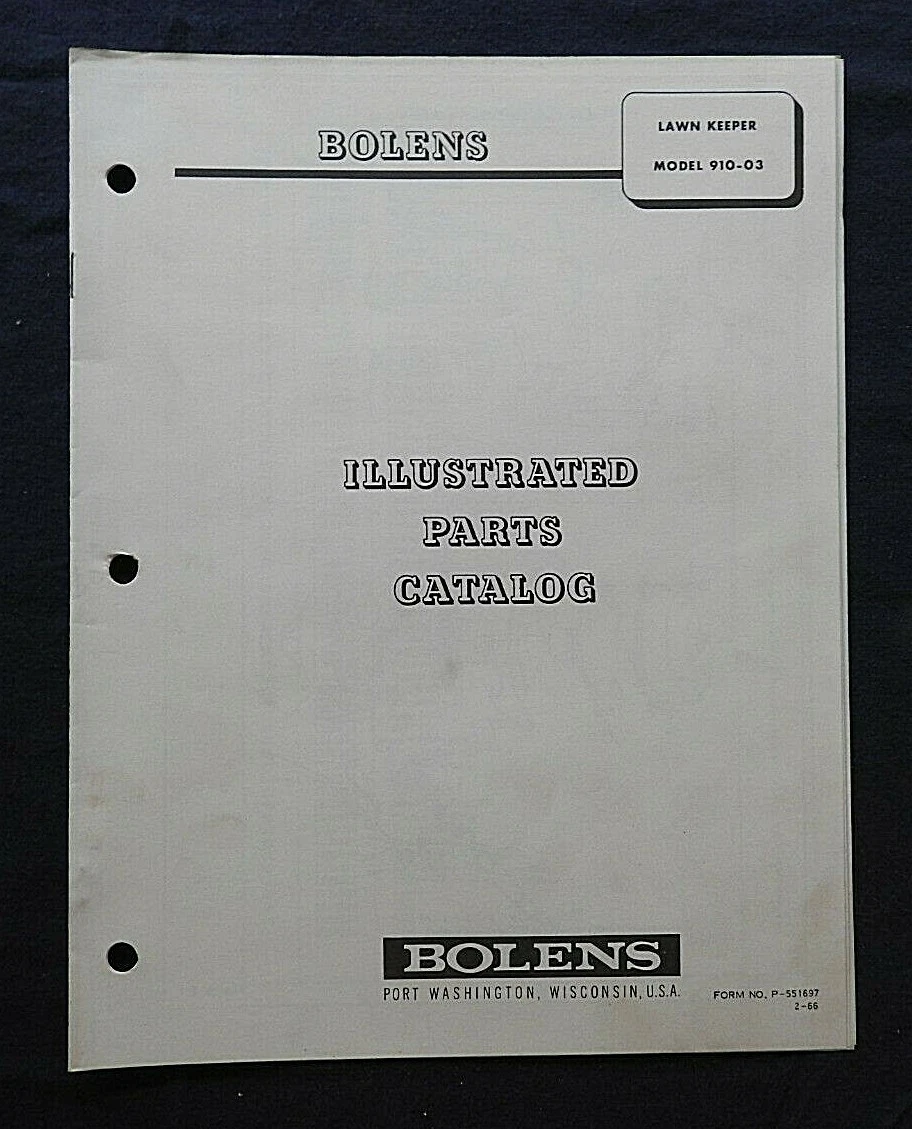 BOLENS
LAWN KEEPER
MODEL 910-03
ILLUSTRATED
PARTS
CATALOG
BOLENS
PORT WASHINGTON, WISCONSIN, U.S.A.
FORM NO. P-551697
2-66